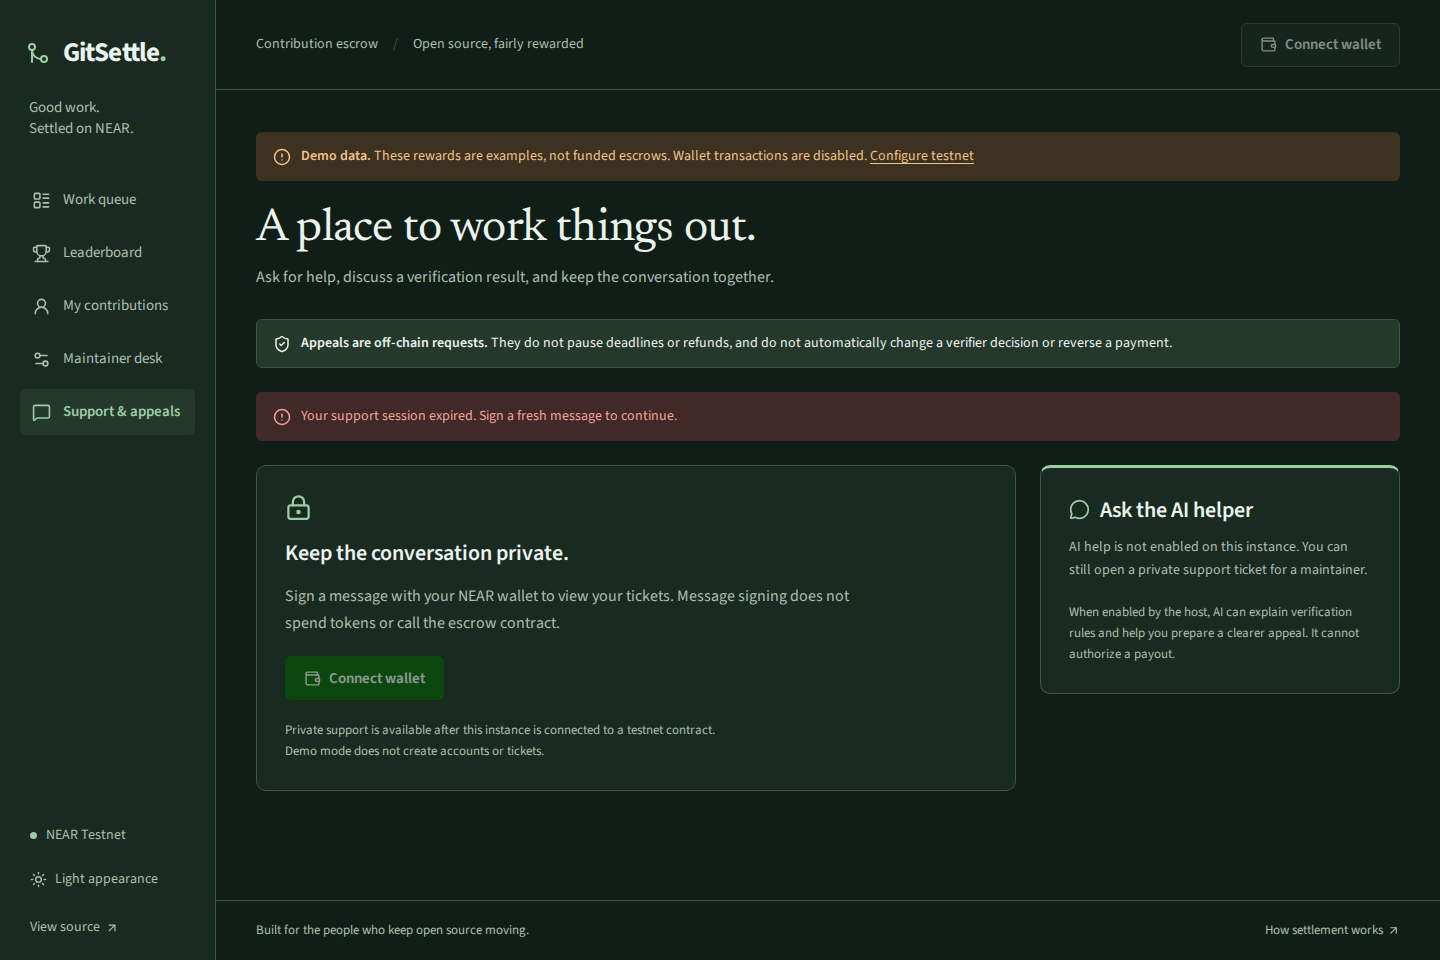 GitSettle.
Good work.
Settled on NEAR.
Work queue
Leaderboard
My contributions
Maintainer desk
Support & appeals
NEAR Testnet
Light appearance
View source
Contribution escrow / Open source, fairly rewarded
Connect wallet
Demo data. These rewards are examples, not funded escrows. Wallet transactions are disabled. Configure testnet
A place to work things out.
Ask for help, discuss a verification result, and keep the conversation together.
Appeals are off-chain requests. They do not pause deadlines or refunds, and do not automatically change a verifier decision or reverse a payment.
Your support session expired. Sign a fresh message to continue.
Keep the conversation private.
Sign a message with your NEAR wallet to view your tickets. Message signing does not
spend tokens or call the escrow contract.
Connect wallet
Private support is available after this instance is connected to a testnet contract.
Demo mode does not create accounts or tickets.
Ask the AI helper
AI help is not enabled on this instance. You can
still open a private support ticket for a maintainer.
When enabled by the host, AI can explain verification
rules and help you prepare a clearer appeal. It cannot
authorize a payout.
Built for the people who keep open source moving.
How settlement works